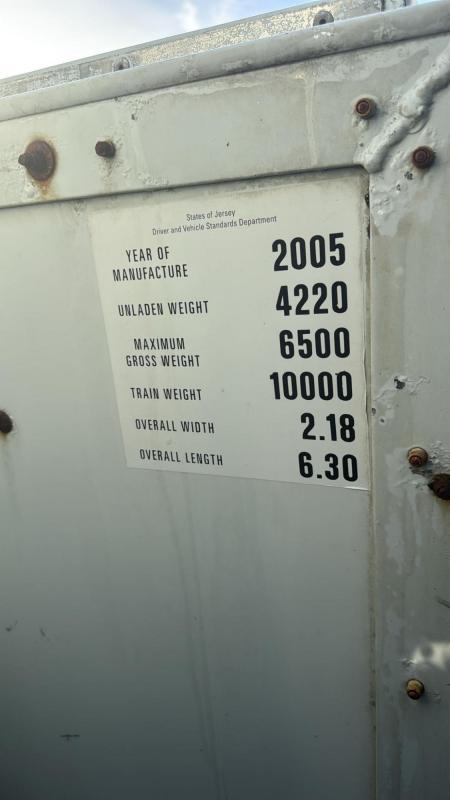 States of Jersey
Driver and Vehicle Standards Department
YEAR OF
MANUFACTURE 2005
UNLADEN WEIGHT 4220
MAXIMUM
GROSS WEIGHT 6500
TRAIN WEIGHT 10000
OVERALL WIDTH 2.18
OVERALL LENGTH 6.30